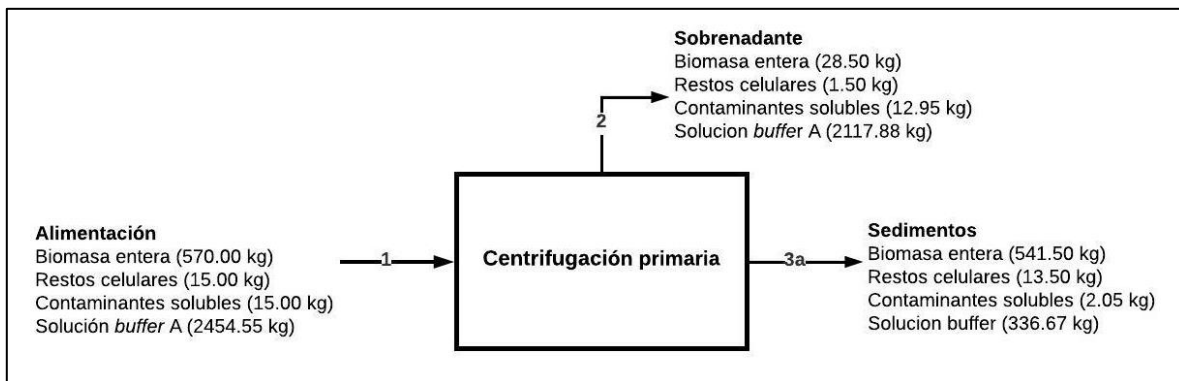 Sobrenadante
Biomasa entera (28.50 kg)
Restos celulares (1.50 kg)
Contaminantes solubles (12.95 kg)
Solucion buffer A (2117.88 kg)
2
Alimentación
Biomasa entera (570.00 kg)
Restos celulares (15.00 kg)
Contaminantes solubles (15.00 kg)
Solución buffer A (2454.55 kg)
1
Centrifugación primaria
3a
Sedimentos
Biomasa entera (541.50 kg)
Restos celulares (13.50 kg)
Contaminantes solubles (2.05 kg)
Solucion buffer (336.67 kg)